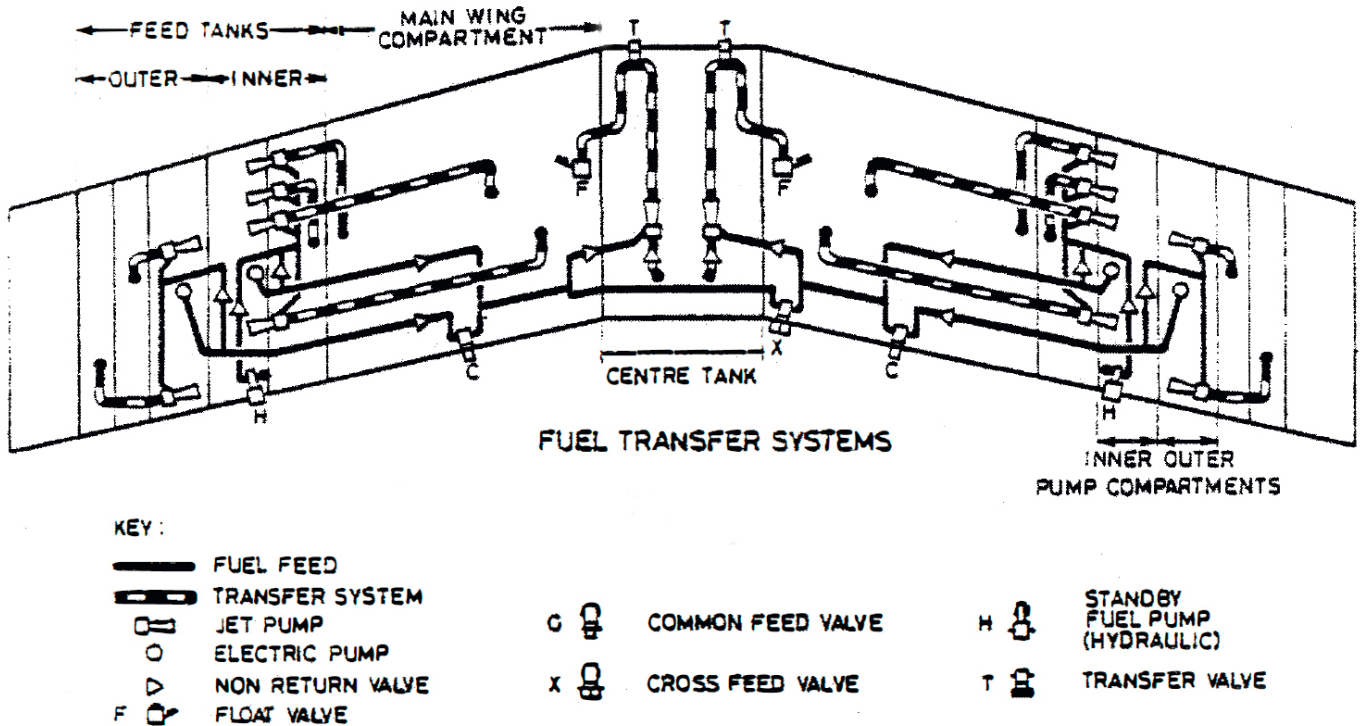 FEED TANKS
MAIN WING
COMPARTMENT
OUTER INNER
T T
F F
C X C
H H
CENTRE TANK
FUEL TRANSFER SYSTEMS
INNER OUTER
PUMP COMPARTMENTS
KEY :
FUEL FEED
TRANSFER SYSTEM
JET PUMP
ELECTRIC PUMP
NON RETURN VALVE
F FLOAT VALVE
C COMMON FEED VALVE
X CROSS FEED VALVE
H STANDBY
FUEL PUMP
(HYDRAULIC)
T TRANSFER VALVE